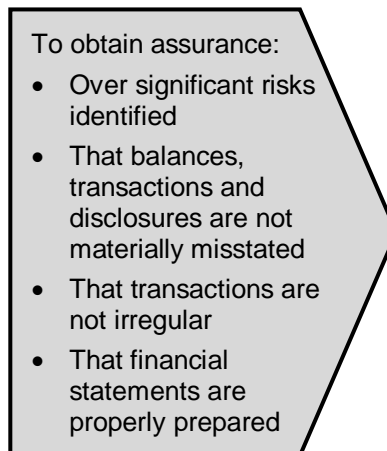 To obtain assurance:
• Over significant risks
identified
• That balances,
transactions and
disclosures are not
materially misstated
• That transactions are
not irregular
• That financial
statements are
properly prepared